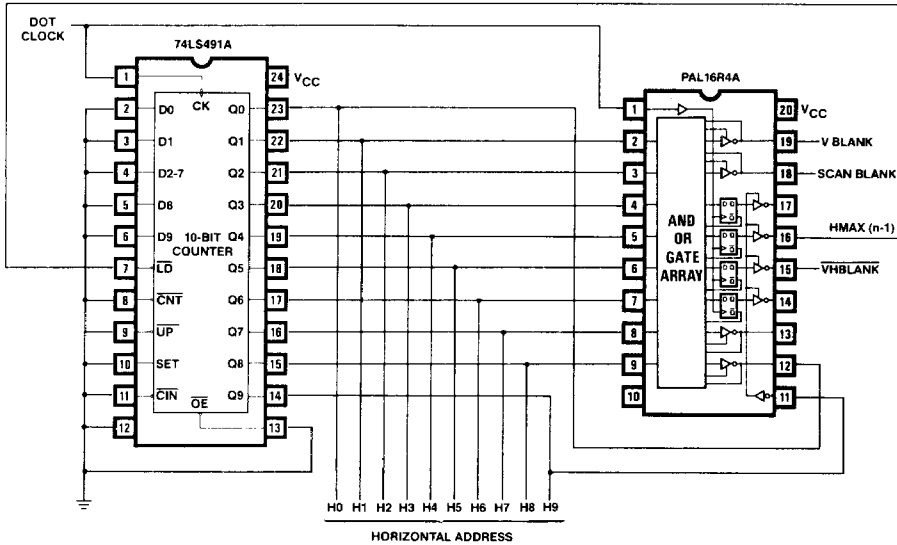 DOT
CLOCK
74LS491A
PAL16R4A
1
24
VCC
CK
2
D0
Q0
23
3
D1
Q1
22
4
D2-7
Q2
21
5
D8
Q3
20
6
D9
10-BIT
COUNTER
Q4
19
7
LD
Q5
18
8
CNT
Q6
17
9
UP
Q7
16
10
SET
Q8
15
11
CIN
OE
Q9
14
12
13
1
20
VCC
2
19
V BLANK
3
18
SCAN BLANK
4
17
AND
OR
GATE
ARRAY
5
16
HMAX (n-1)
6
15
VHBLANK
7
14
8
13
9
12
10
11
H0 H1 H2 H3 H4 H5 H6 H7 H8 H9
HORIZONTAL ADDRESS